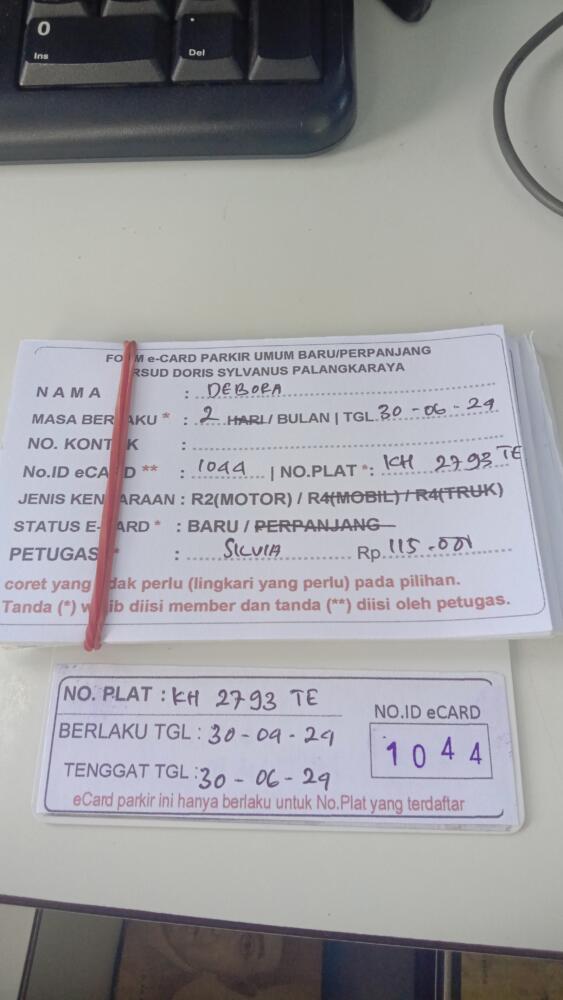 0
Ins
.
Del
FO M e-CARD PARKIR UMUM BARU/PERPANJANG
RSUD DORIS SYLVANUS PALANGKARAYA
NAMA : DEBORA
MASA BER AKU * : 2 HARI / BULAN | TGL. 30-06-24
NO. KONT K :
No.ID eCA D ** : 1044 | NO.PLAT *: KH 2793 TE
JENIS KEN ARAAN : R2(MOTOR) / R4(MOBIL) / R4(TRUK)
STATUS E- ARD * : BARU / PERPANJANG
PETUGAS * : SILVIA Rp. 115.000
coret yang dak perlu (lingkari yang perlu) pada pilihan.
Tanda (*) w ib diisi member dan tanda (**) diisi oleh petugas.
NO. PLAT : KH 2793 TE
BERLAKU TGL : 30-04-24
NO.ID eCARD
1044
TENGGAT TGL : 30-06-24
eCard parkir ini hanya berlaku untuk No.Plat yang terdaftar